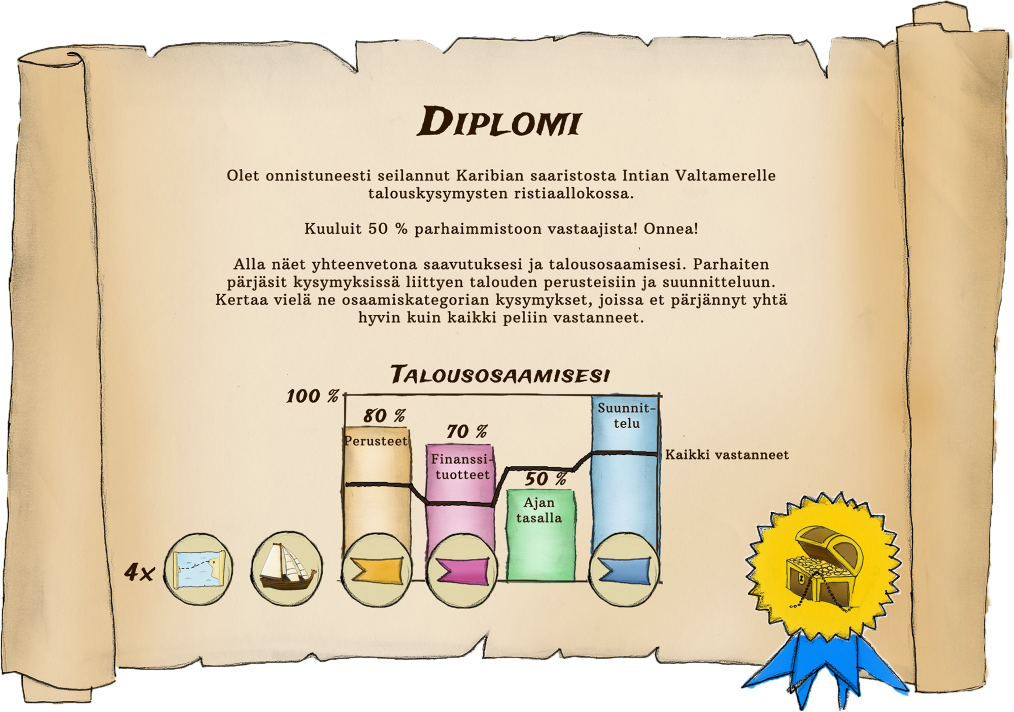 Diplomi
Olet onnistuneesti seilannut Karibian saaristosta Intian Valtamerelle
talouskysymysten ristiaallokossa.
Kuuluit 50 % parhaimmistoon vastaajista! Onnea!
Alla näet yhteenvetona saavutuksesi ja talousosaamisesi. Parhaiten
pärjäsit kysymyksissä liittyen talouden perusteisiin ja suunnitteluun.
Kertaa vielä ne osaamiskategorian kysymykset, joissa et pärjännyt yhtä
hyvin kuin kaikki peliin vastanneet.
Talousosaamisesi
100 %
80 %
Perusteet
70 %
Finanssi-
tuotteet
50 %
Ajan
tasalla
Suunnit-
telu
Kaikki vastanneet
4x